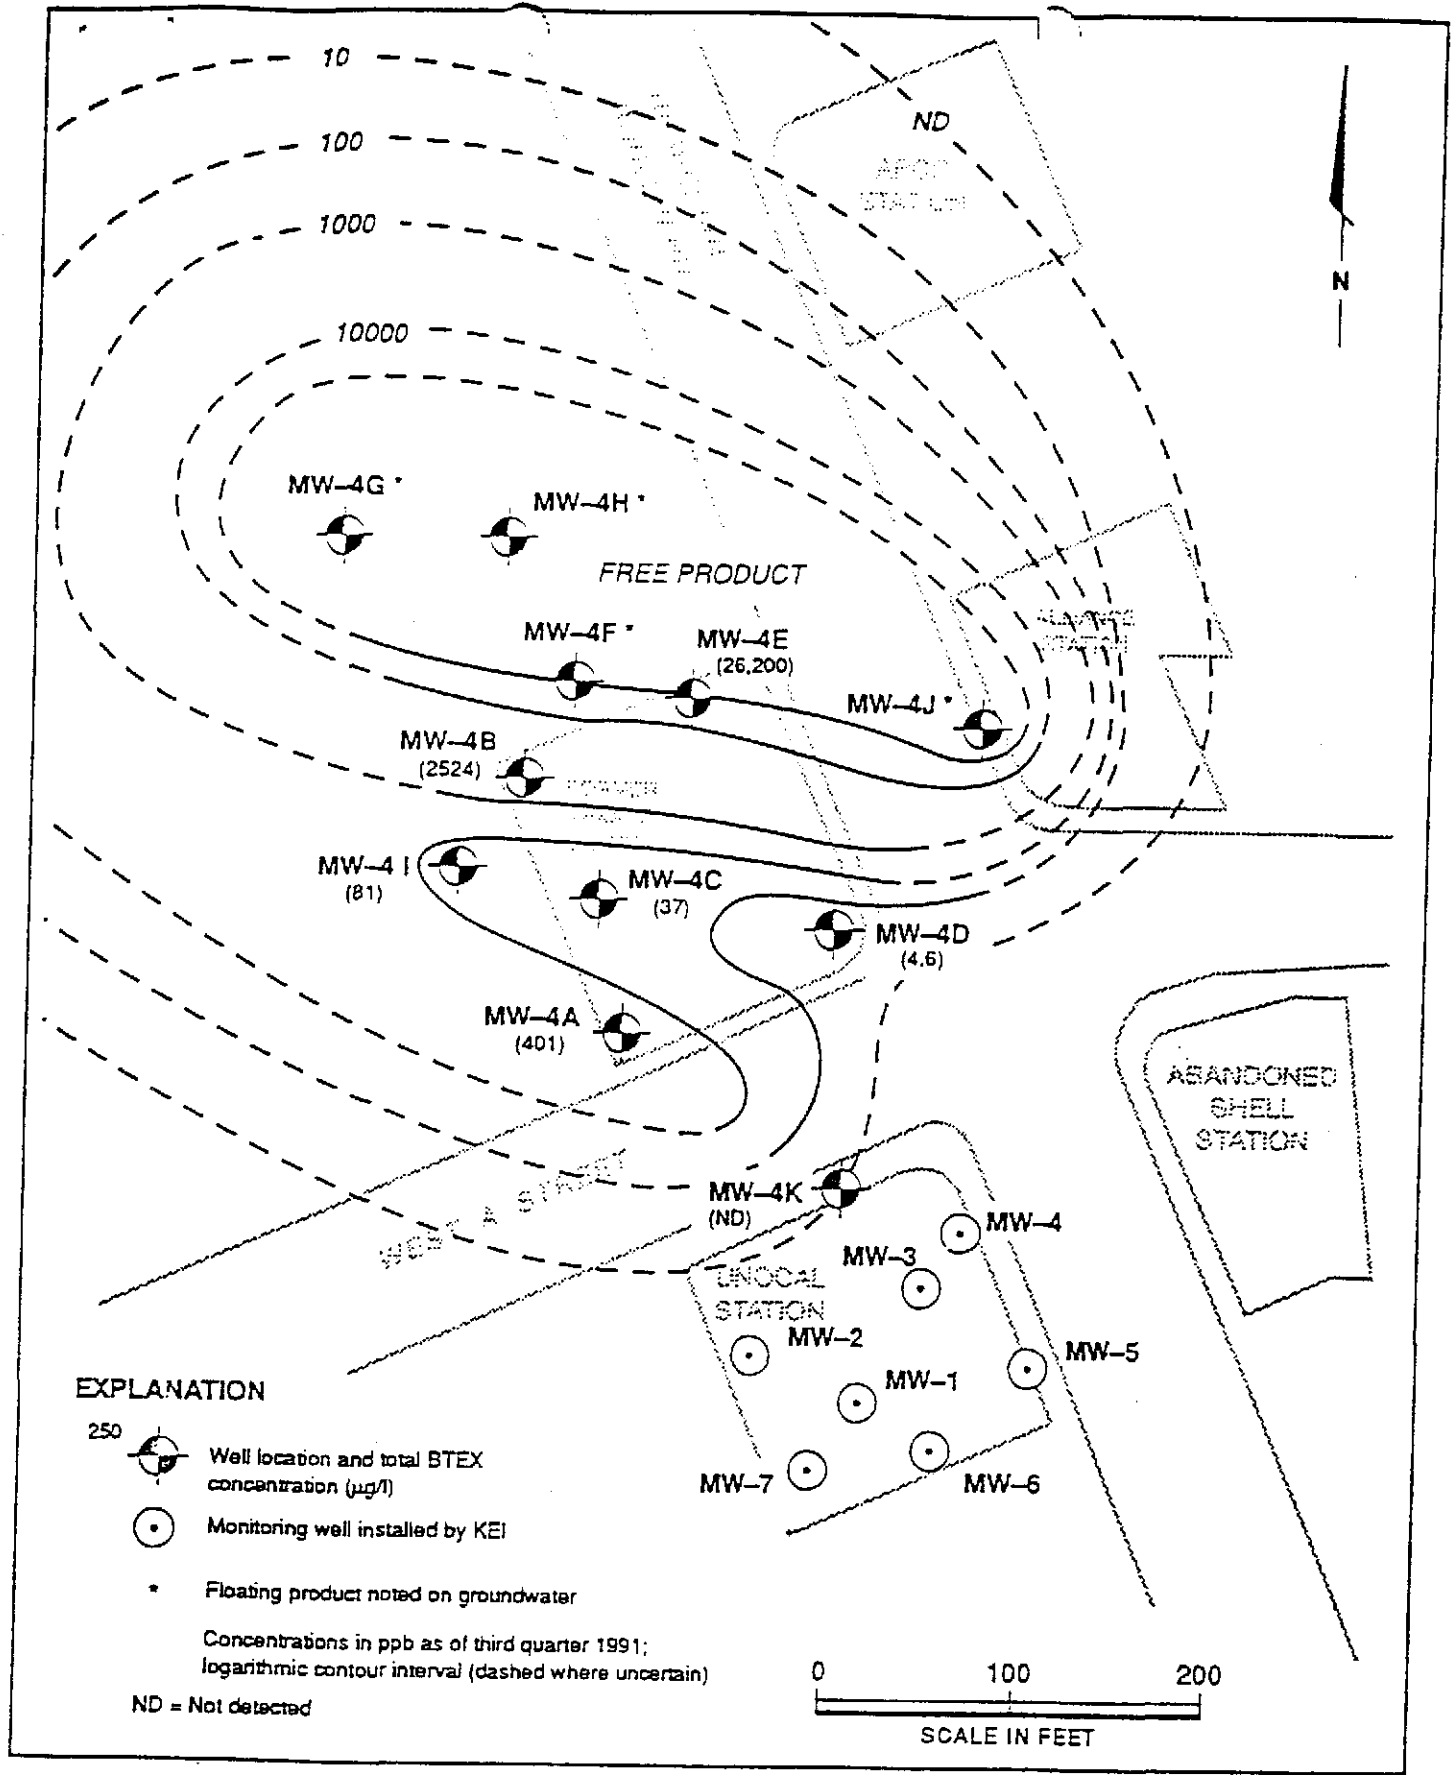 10
ND
100
ARCO
STATION
1000
N
10000
MW–4G *
MW–4H *
FREE PRODUCT
MW–4F *
MW–4E
(26,200)
STATION
MW–4J *
MW–4B
(2524)
FORMER
MW–4 I
(81)
MW–4C
(37)
MW–4D
(4.6)
MW–4A
(401)
ABANDONED
SHELL
STATION
WEST A STREET
MW–4K
(ND)
MW–4
MW–3
UNOCAL
STATION
MW–2
MW–5
MW–1
MW–7
MW–6
EXPLANATION
250
Well location and total BTEX
concentration (µg/l)
Monitoring well installed by KEI
* Floating product noted on groundwater
Concentrations in ppb as of third quarter 1991;
logarithmic contour interval (dashed where uncertain)
ND = Not detected
0 100 200
SCALE IN FEET